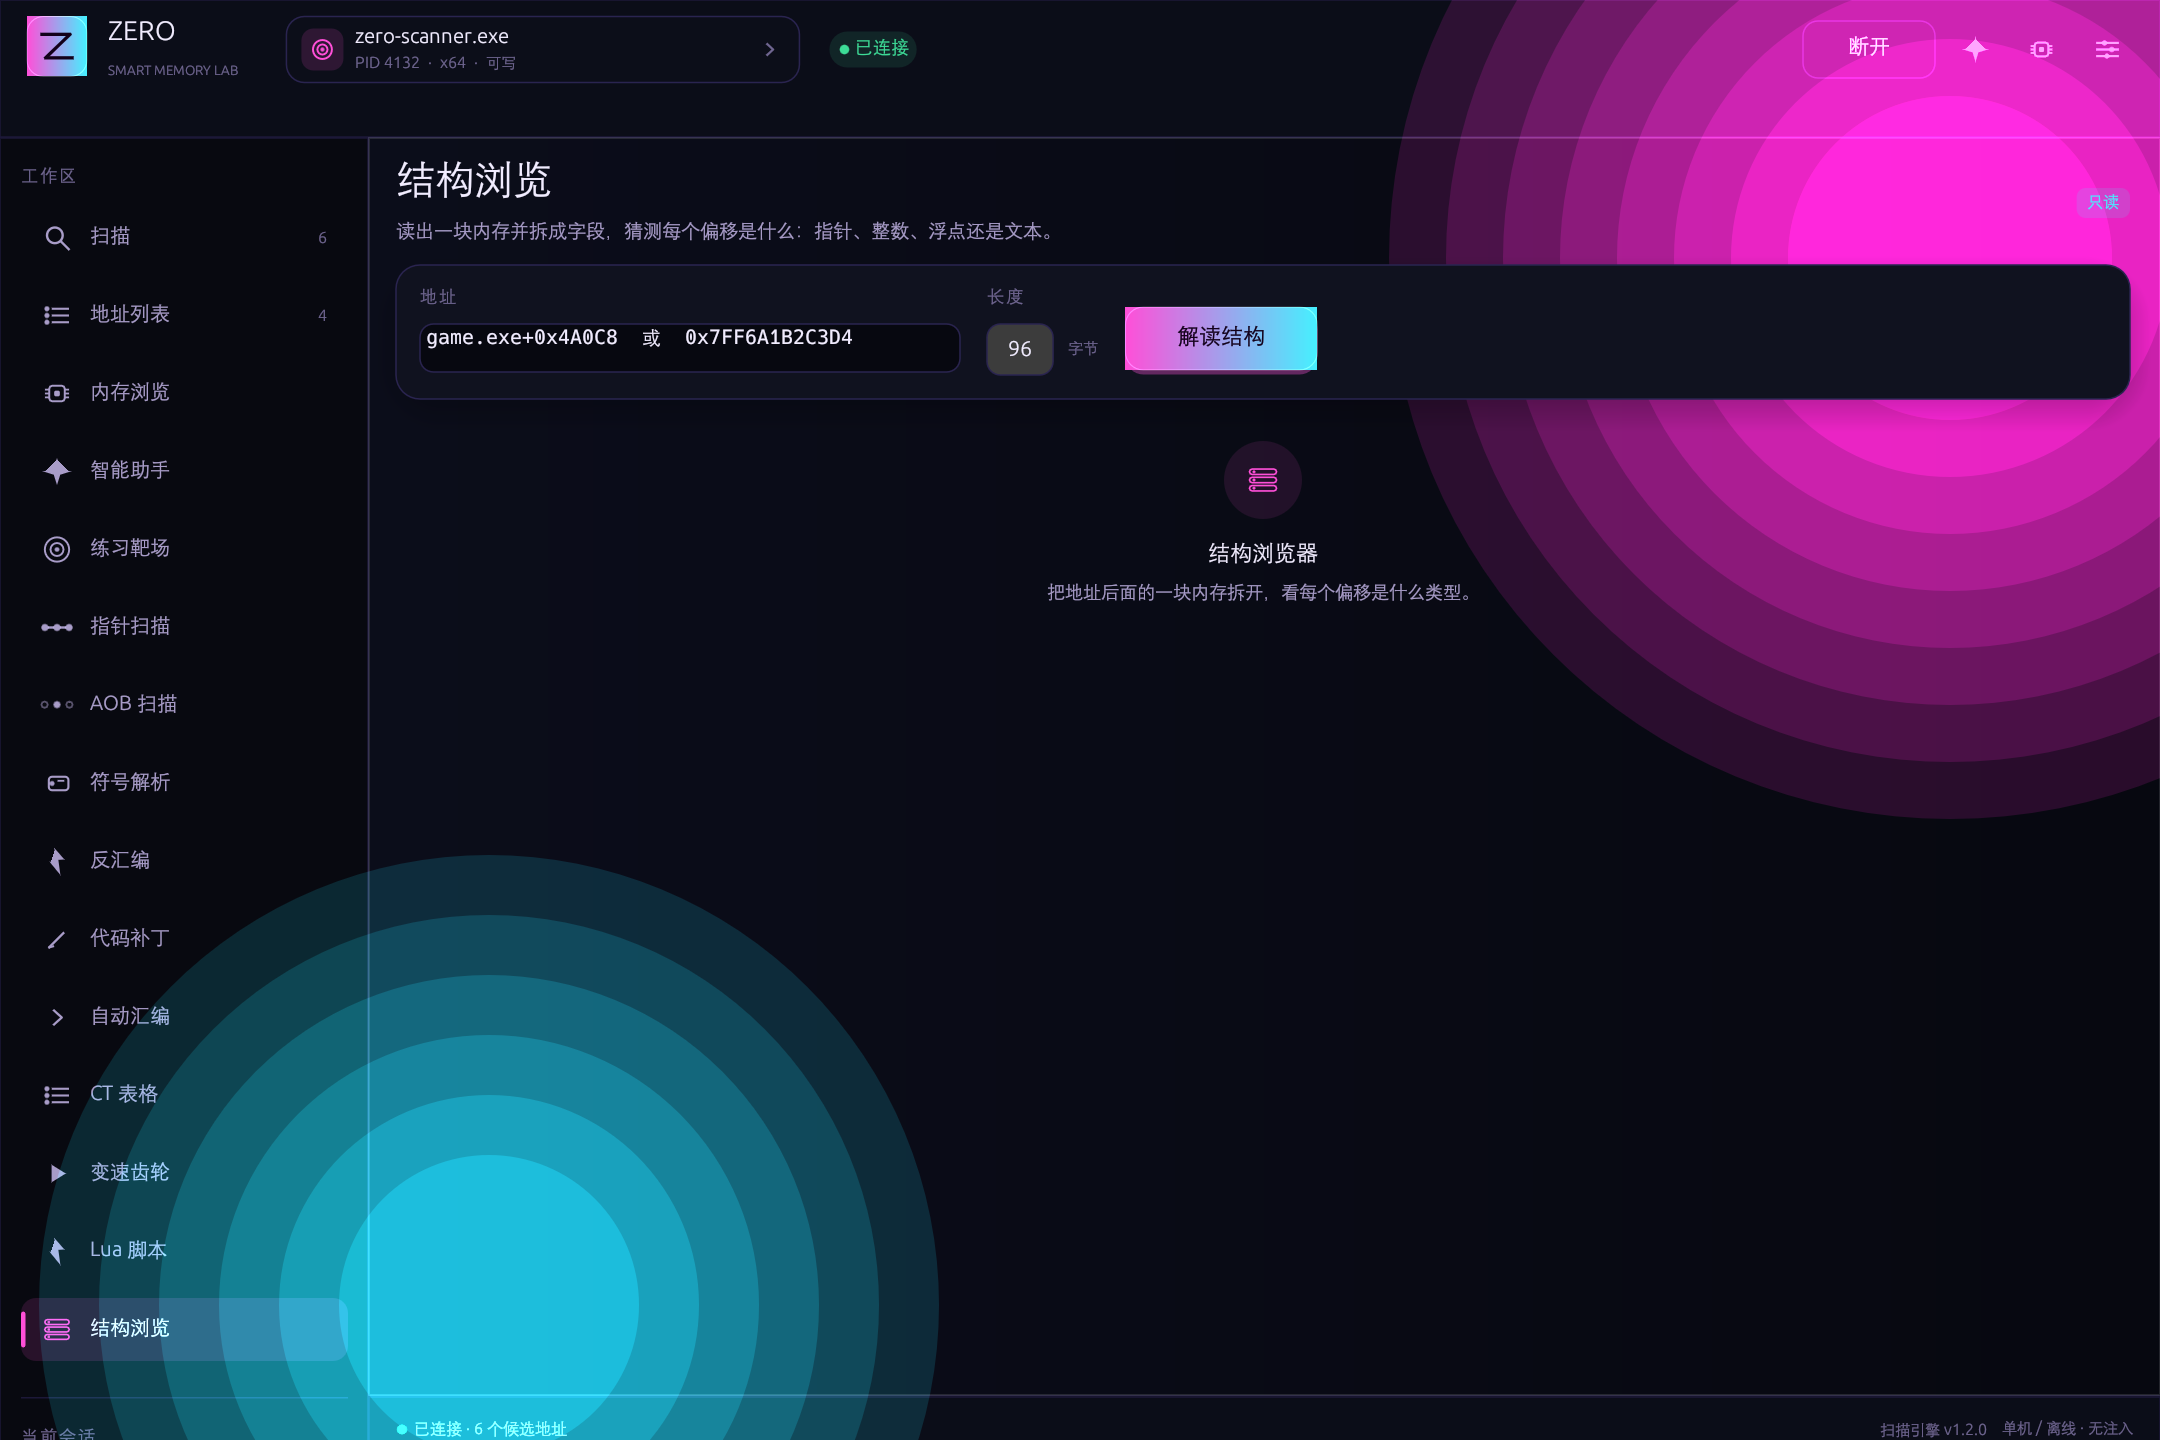 ZERO
SMART MEMORY LAB
zero-scanner.exe
PID 4132 · x64 · 可写
已连接
断开
工作区
扫描 6
地址列表 4
内存浏览
智能助手
练习靶场
指针扫描
AOB 扫描
符号解析
反汇编
代码补丁
自动汇编
CT 表格
变速齿轮
Lua 脚本
结构浏览
当前会话
结构浏览
只读
读出一块内存并拆成字段，猜测每个偏移是什么：指针、整数、浮点还是文本。
地址
game.exe+0x4A0C8 或 0x7FF6A1B2C3D4
长度
96 字节
解读结构
结构浏览器
把地址后面的一块内存拆开，看每个偏移是什么类型。
已连接 · 6 个候选地址
扫描引擎 v1.2.0 单机 / 离线 · 无注入